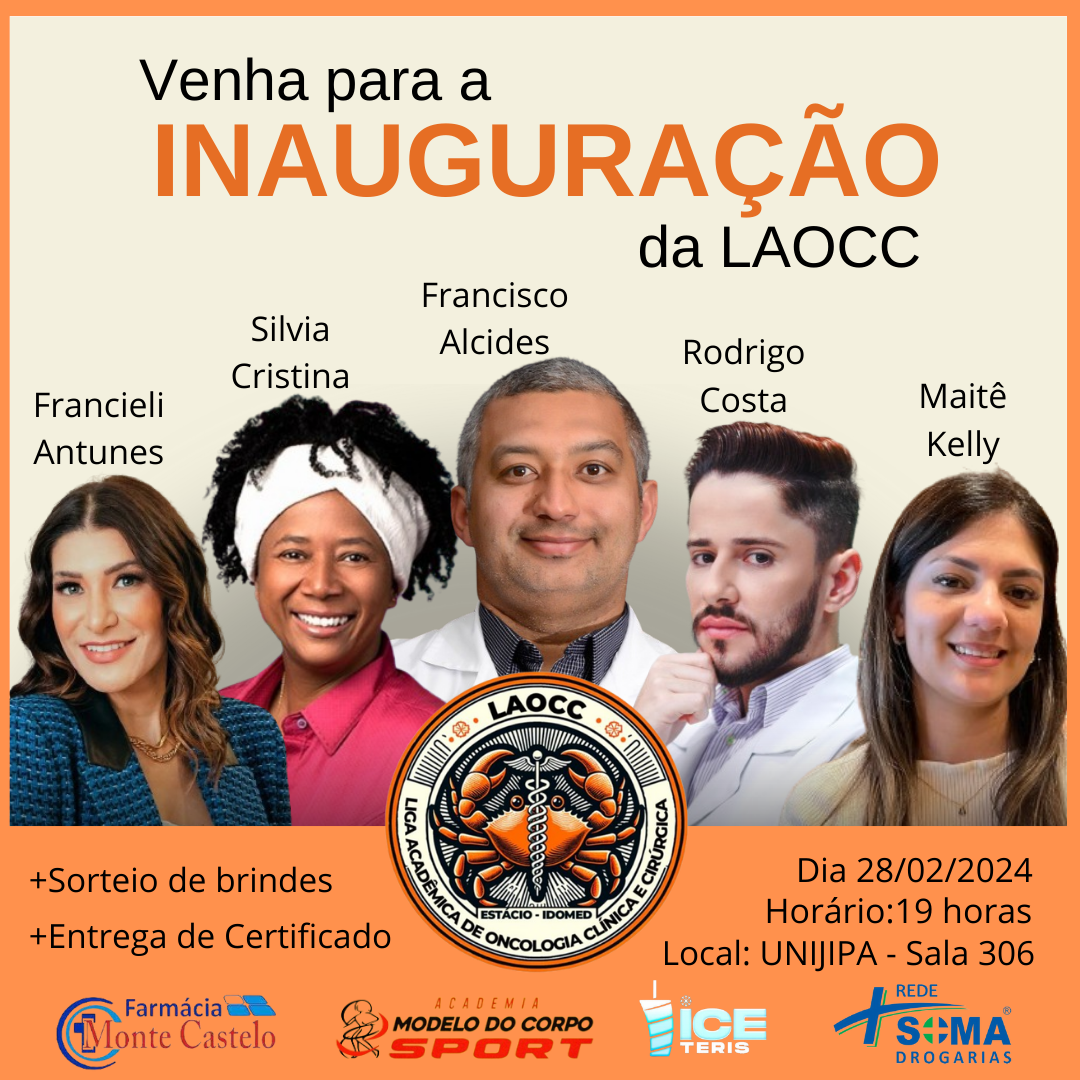 Venha para a
INAUGURAÇÃO
da LAOCC
Francisco
Alcides
Silvia
Cristina
Rodrigo
Costa
Francieli
Antunes
Maitê
Kelly
LAOCC
LIGA ACADÊMICA DE ONCOLOGIA CLÍNICA E CIRÚRGICA
ESTÁCIO - IDOMED
+Sorteio de brindes
+Entrega de Certificado
Dia 28/02/2024
Horário:19 horas
Local: UNIJIPA - Sala 306
Farmácia
Monte Castelo
ACADEMIA
MODELO DO CORPO
SPORT
ICE
TERIS
REDE
SOMA®
DROGARIAS